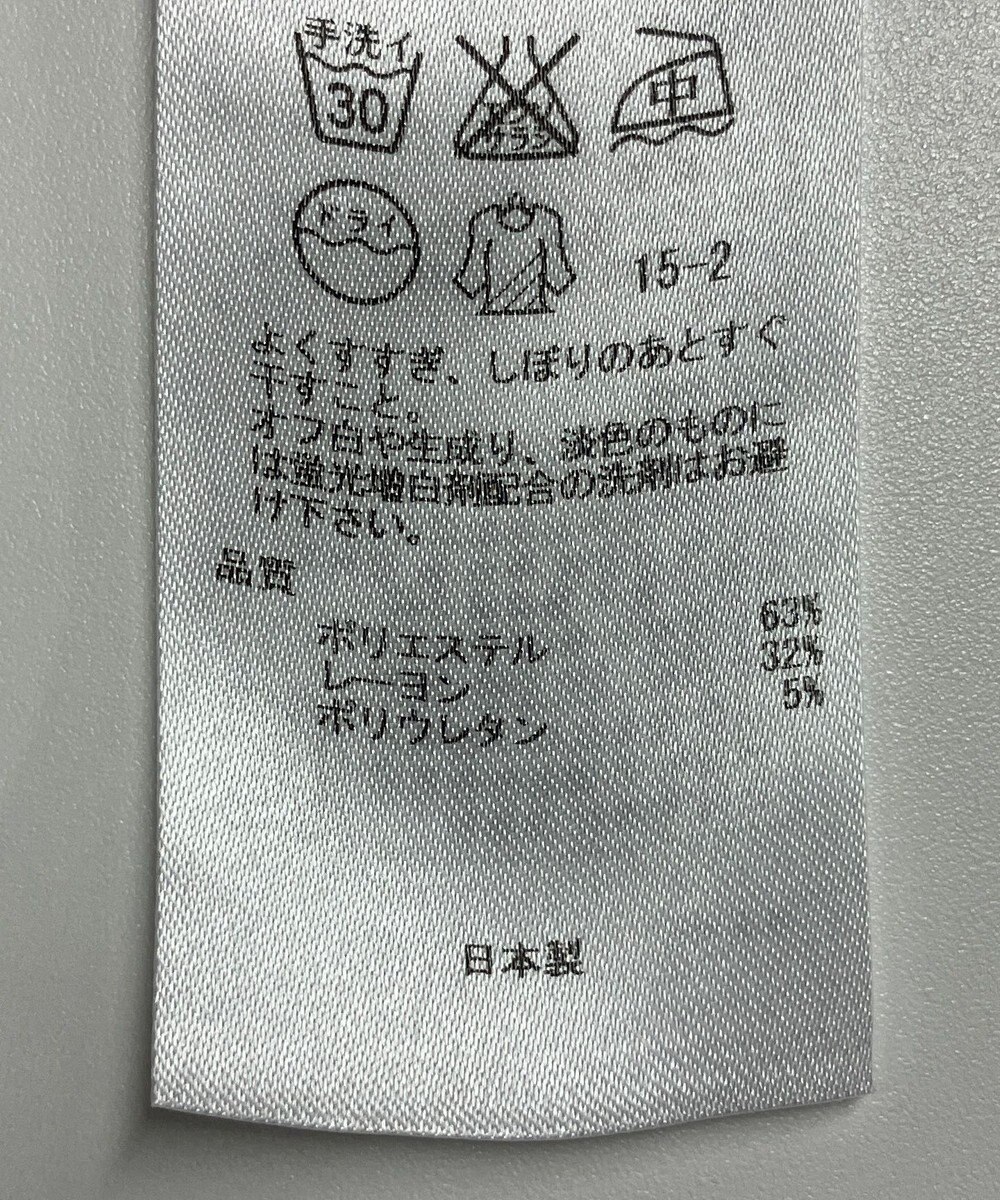 手洗イ
30
中
ドライ
15-2
よくすすぎ、しぼりのあとすぐ
干すこと。
オフ白や生成り、淡色のものに
は蛍光増白剤配合の洗剤はお避
け下さい。
品質
ポリエステル 63%
レーヨン 32%
ポリウレタン 5%
日本製